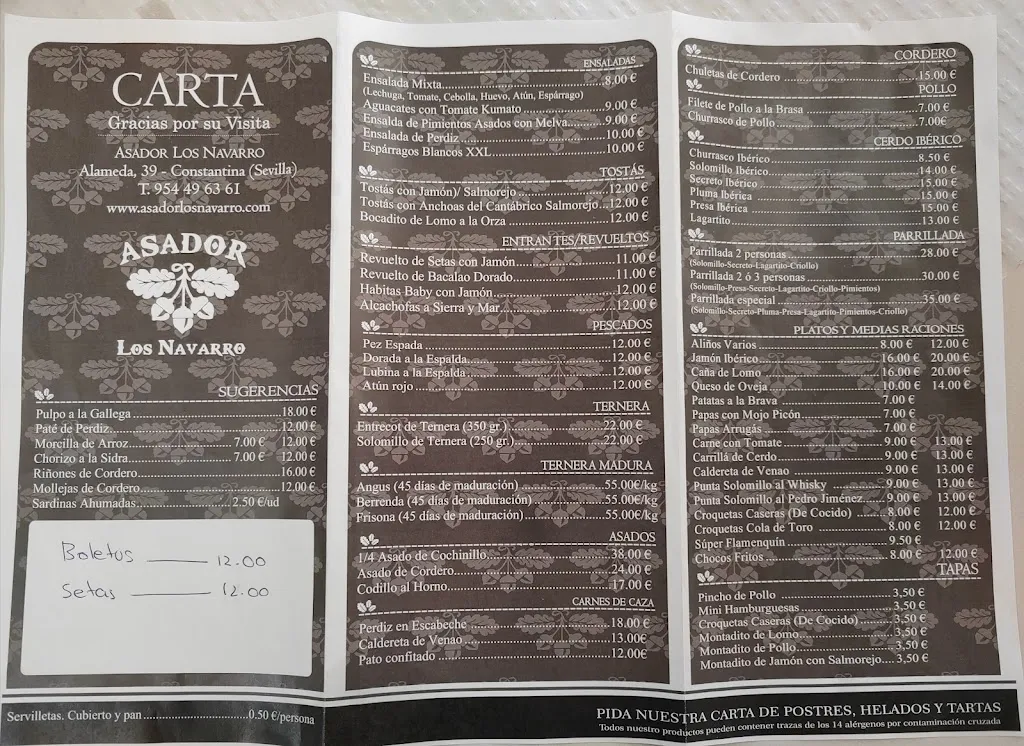 CARTA
Gracias por su Visita
ASADOR LOS NAVARRO
Alameda, 39 - Constantina (Sevilla)
T. 954 49 63 61
www.asadorlosnavarro.com
ASADOR
LOS NAVARRO
SUGERENCIAS
Pulpo a la Gallega 18.00 €
Paté de Perdiz 12.00 €
Morcilla de Arroz 7.00 € 12.00 €
Chorizo a la Sidra 7.00 € 12.00 €
Riñones de Cordero 16.00 €
Mollejas de Cordero 12.00 €
Sardinas Ahumadas 2.50 €/ud
Boletus 12.00
Setas 12.00
Servilletas. Cubierto y pan 0.50 €/persona
ENSALADAS
Ensalada Mixta 8.00 €
(Lechuga, Tomate, Cebolla, Huevo, Atún, Espárrago)
Aguacates con Tomate Kumato 9.00 €
Ensalda de Pimientos Asados con Melva 9.00 €
Ensalada de Perdiz 10.00 €
Espárragos Blancos XXL 10.00 €
TOSTÁS
Tostás con Jamón)/ Salmorejo 12.00 €
Tostás con Anchoas del Cantábrico Salmorejo 12.00 €
Bocadito de Lomo a la Orza 12.00 €
ENTRANTES/REVUELTOS
Revuelto de Setas con Jamón 11.00 €
Revuelto de Bacalao Dorado 11.00 €
Habitas Baby con Jamón 12.00 €
Alcachofas a Sierra y Mar 12.00 €
PESCADOS
Pez Espada 12.00 €
Dorada a la Espalda 12.00 €
Lubina a la Espalda 12.00 €
Atún rojo 12.00 €
TERNERA
Entrecot de Ternera (350 gr.) 22.00 €
Solomillo de Ternera (250 gr.) 22.00 €
TERNERA MADURA
Angus (45 días de maduración) 55.00€/kg
Berrenda (45 días de maduración) 55.00€/kg
Frisona (45 días de maduración) 55.00€/kg
ASADOS
1/4 Asado de Cochinillo 38.00 €
Asado de Cordero 24.00 €
Codillo al Horno 17.00 €
CARNES DE CAZA
Perdiz en Escabeche 18.00 €
Caldereta de Venao 13.00€
Pato confitado 12.00€
CORDERO
Chuletas de Cordero 15.00 €
POLLO
Filete de Pollo a la Brasa 7.00 €
Churrasco de Pollo 7.00€
CERDO IBÉRICO
Churrasco Ibérico 8.50 €
Solomillo Ibérico 14.00 €
Secreto Ibérico 15.00 €
Pluma Ibérica 15.00 €
Presa Ibérica 15.00 €
Lagartito 13.00 €
PARRILLADA
Parrillada 2 personas 28.00 €
(Solomillo-Secreto-Lagartito-Criollo)
Parrillada 2 ó 3 personas 30.00 €
(Solomillo-Presa-Secreto-Lagartito-Criollo-Pimientos)
Parrillada especial 35.00 €
(Solomillo-Secreto-Pluma-Presa-Lagartito-Pimientos-Criollo)
PLATOS Y MEDIAS RACIONES
Aliños Varios 8.00 € 12.00 €
Jamón Ibérico 16.00 € 20.00 €
Caña de Lomo 16.00 € 20.00 €
Queso de Oveja 10.00 € 14.00 €
Patatas a la Brava 7.00 €
Papas con Mojo Picón 7.00 €
Papas Arrugás 7.00 €
Carne con Tomate 9.00 € 13.00 €
Carrillá de Cerdo 9.00 € 13.00 €
Caldereta de Venao 9.00 € 13.00 €
Punta Solomillo al Whisky 9.00 € 13.00 €
Punta Solomillo al Pedro Jiménez 9.00 € 13.00 €
Croquetas Caseras (De Cocido) 8.00 € 12.00 €
Croquetas Cola de Toro 8.00 € 12.00 €
Súper Flamenquín 9.50 €
Chocos Fritos 8.00 € 12.00 €
TAPAS
Pincho de Pollo 3,50 €
Mini Hamburguesas 3,50 €
Croquetas Caseras (De Cocido) 3,50 €
Montadito de Lomo 3,50 €
Montadito de Pollo 3,50 €
Montadito de Jamón con Salmorejo 3,50 €
PIDA NUESTRA CARTA DE POSTRES, HELADOS Y TARTAS
Todos nuestro productos pueden contener trazas de los 14 alérgenos por contaminación cruzada